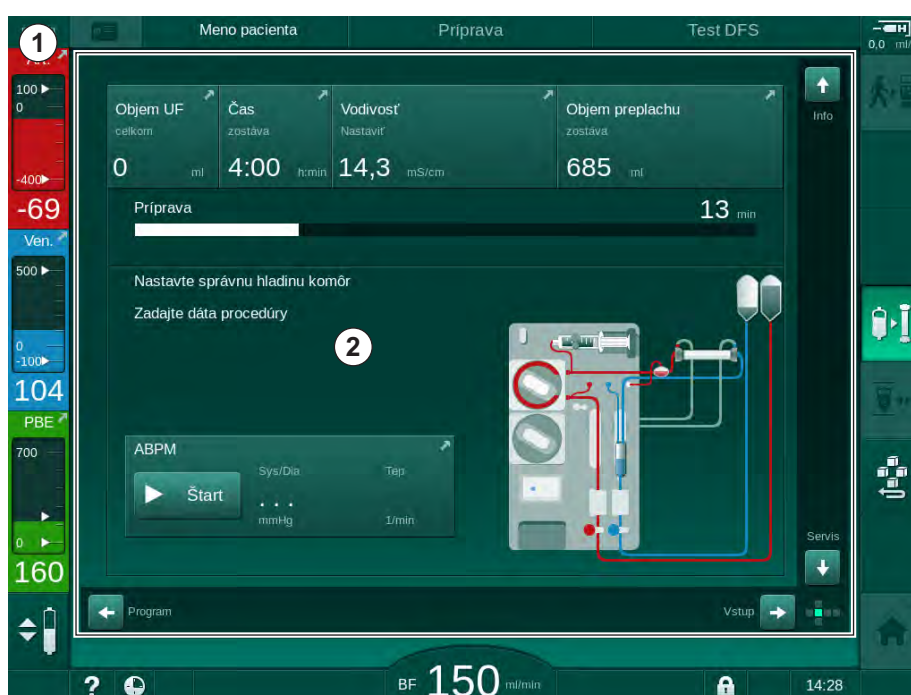 Meno pacienta
Príprava
Test DFS
1
0,0 ml/
100
0
-400
-69
Ven.
500
0
-100
104
PBE
700
0
160
Objem UF
celkom
0 ml
Čas
zostáva
4:00 h:min
Vodivosť
Nastaviť
14,3 mS/cm
Objem preplachu
zostáva
685 ml
Príprava
13 min
Nastavte správnu hladinu komôr
Zadajte dáta procedúry
2
ABPM
Štart
Sys/Dia
. . .
mmHg
Tep
1/min
Info
Servis
Program
Vstup
?
BF 150 ml/min
14:28